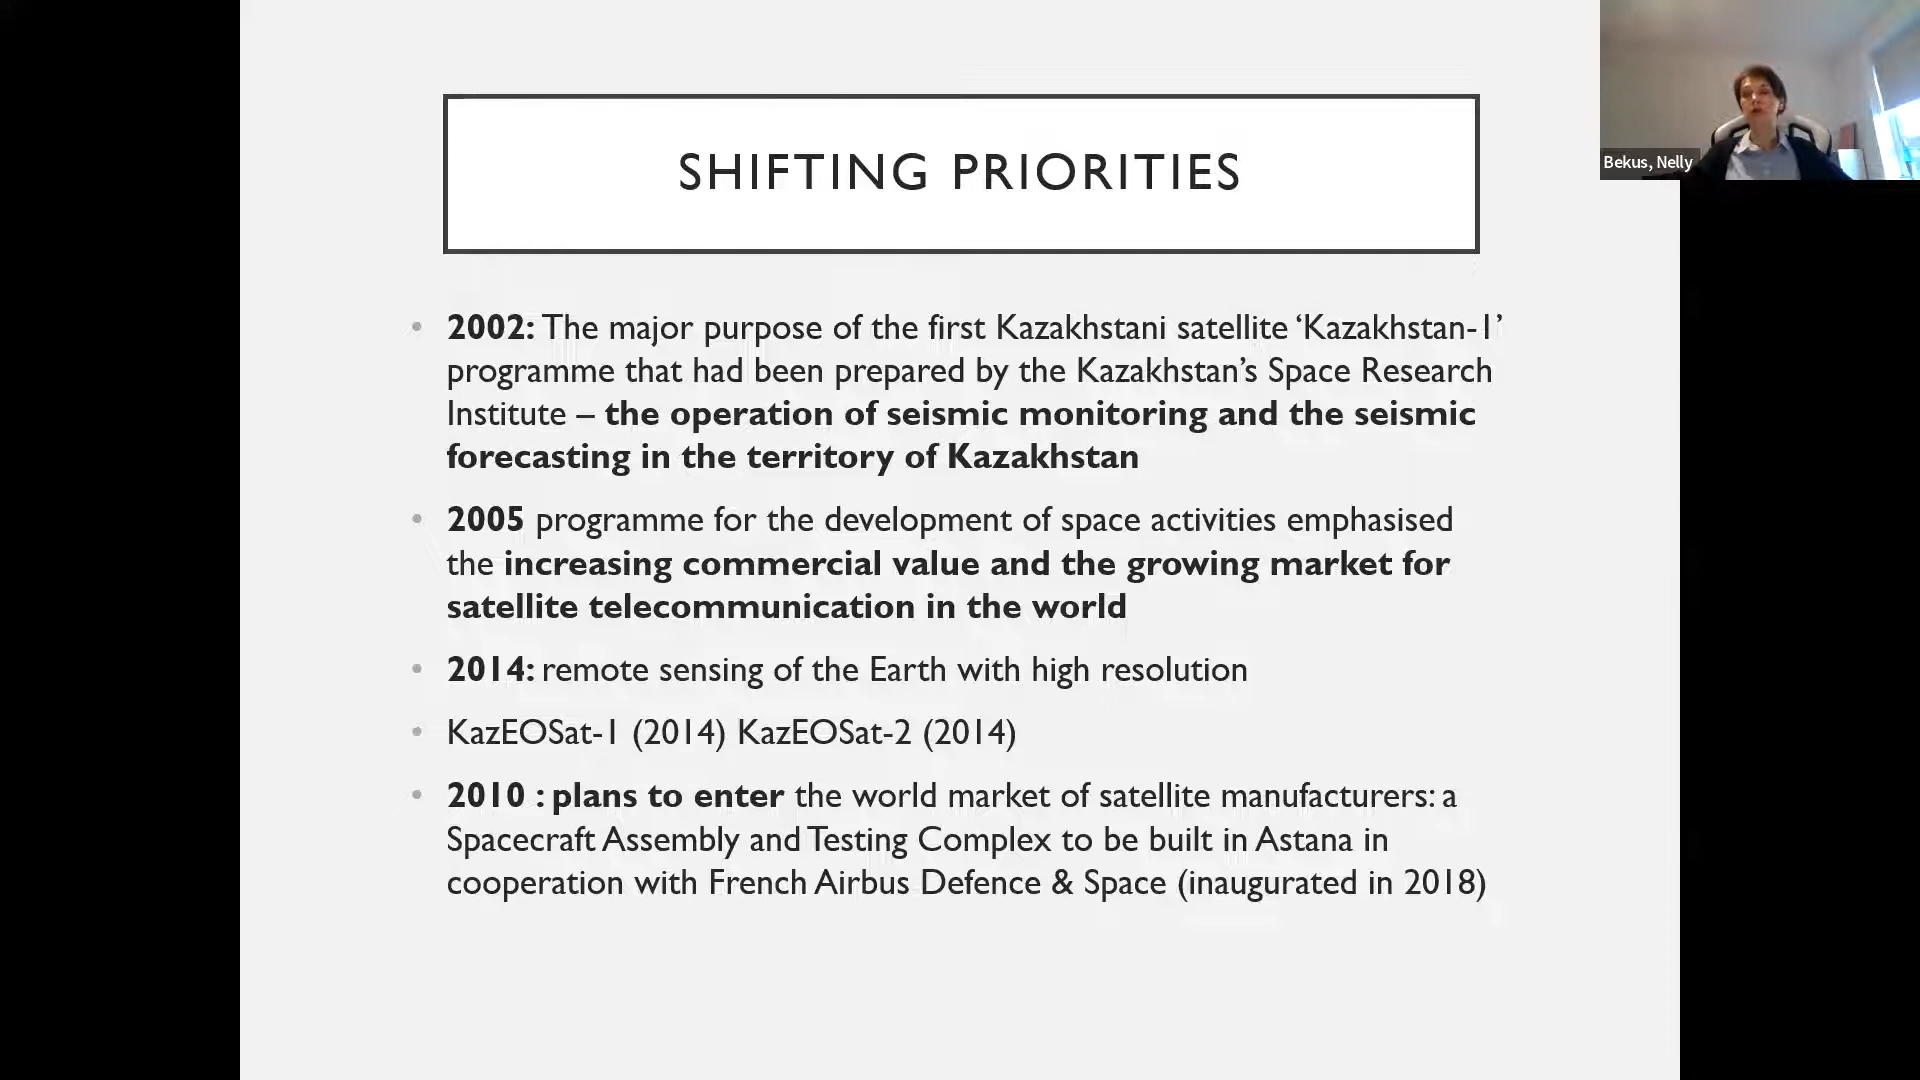 SHIFTING PRIORITIES
Bekus, Nelly
• 2002: The major purpose of the first Kazakhstani satellite ‘Kazakhstan-1’
programme that had been prepared by the Kazakhstan’s Space Research
Institute – the operation of seismic monitoring and the seismic
forecasting in the territory of Kazakhstan
• 2005 programme for the development of space activities emphasised
the increasing commercial value and the growing market for
satellite telecommunication in the world
• 2014: remote sensing of the Earth with high resolution
• KazEOSat-1 (2014) KazEOSat-2 (2014)
• 2010 : plans to enter the world market of satellite manufacturers: a
Spacecraft Assembly and Testing Complex to be built in Astana in
cooperation with French Airbus Defence & Space (inaugurated in 2018)